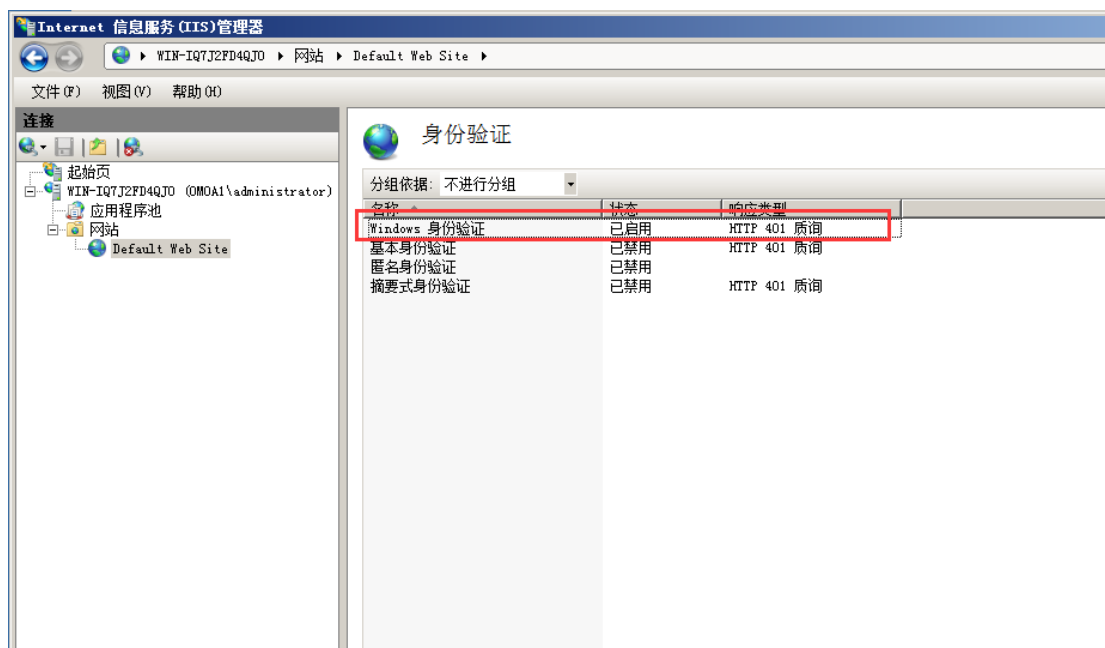 Internet 信息服务(IIS)管理器
WIN-IQ7J2FD4QJO 网站 Default Web Site
文件(F) 视图(V) 帮助(H)
连接
起始页
WIN-IQ7J2FD4QJO (OMOA1\administrator)
应用程序池
网站
Default Web Site
身份验证
分组依据: 不进行分组
名称 状态 响应类型
Windows 身份验证 已启用 HTTP 401 质询
基本身份验证 已禁用 HTTP 401 质询
匿名身份验证 已禁用
摘要式身份验证 已禁用 HTTP 401 质询